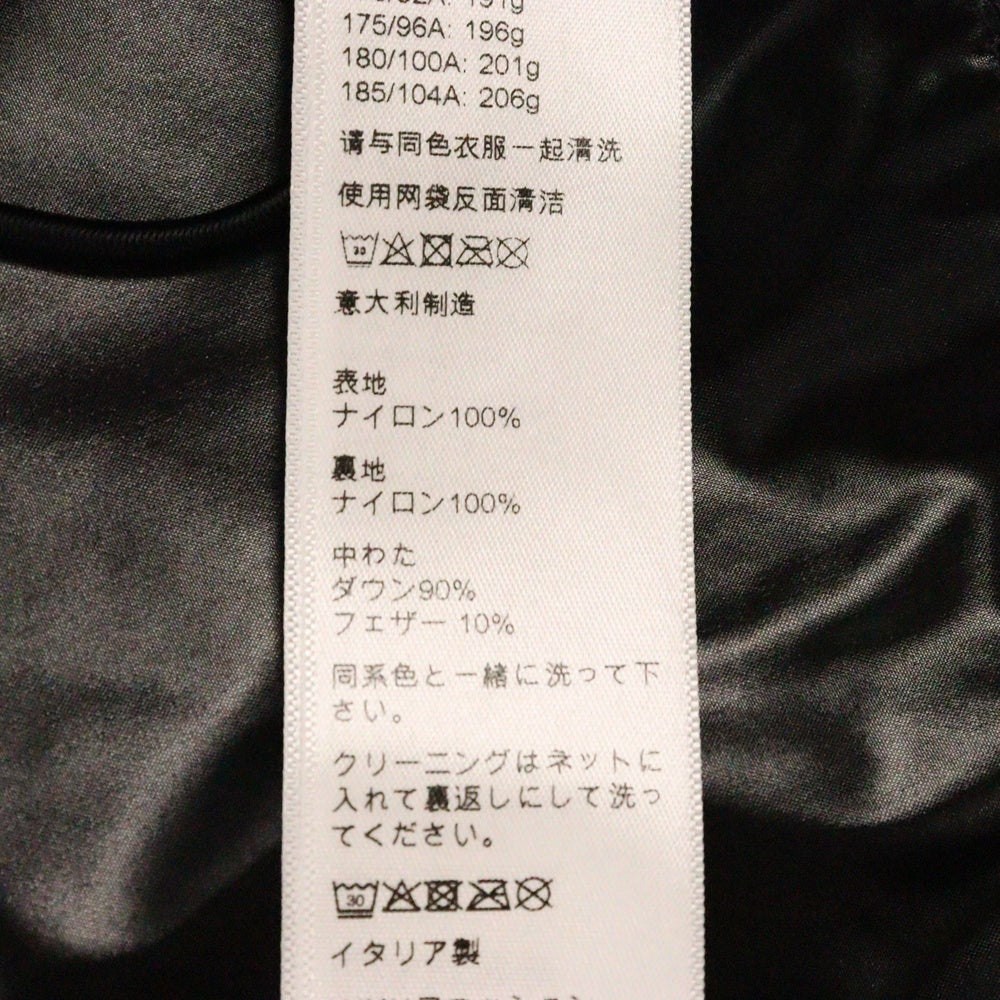 191g
175/96A: 196g
180/100A: 201g
185/104A: 206g
请与同色衣服一起清洗
使用网袋反面清洁
30
意大利制造
表地
ナイロン100%
裏地
ナイロン100%
中わた
ダウン90%
フェザー 10%
同系色と一緒に洗って下
さい。
クリーニングはネットに
入れて裏返しにして洗っ
てください。
30
イタリア製